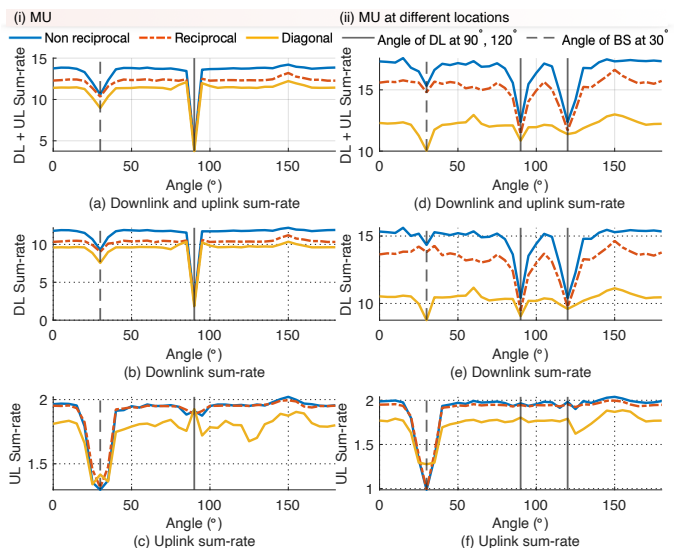 (i) MU
(ii) MU at different locations
Non reciprocal
Reciprocal
Diagonal
Angle of DL at 90°, 120°
Angle of BS at 30°
DL + UL Sum-rate
15
10
5
0 50 100 150
Angle (°)
(a) Downlink and uplink sum-rate
DL + UL Sum-rate
15
10
0 50 100 150
Angle (°)
(d) Downlink and uplink sum-rate
DL Sum-rate
10
5
0
0 50 100 150
Angle (°)
(b) Downlink sum-rate
DL Sum-rate
15
10
0 50 100 150
Angle (°)
(e) Downlink sum-rate
UL Sum-rate
2
1.5
0 50 100 150
Angle (°)
(c) Uplink sum-rate
UL Sum-rate
2
1.5
1
0 50 100 150
Angle (°)
(f) Uplink sum-rate